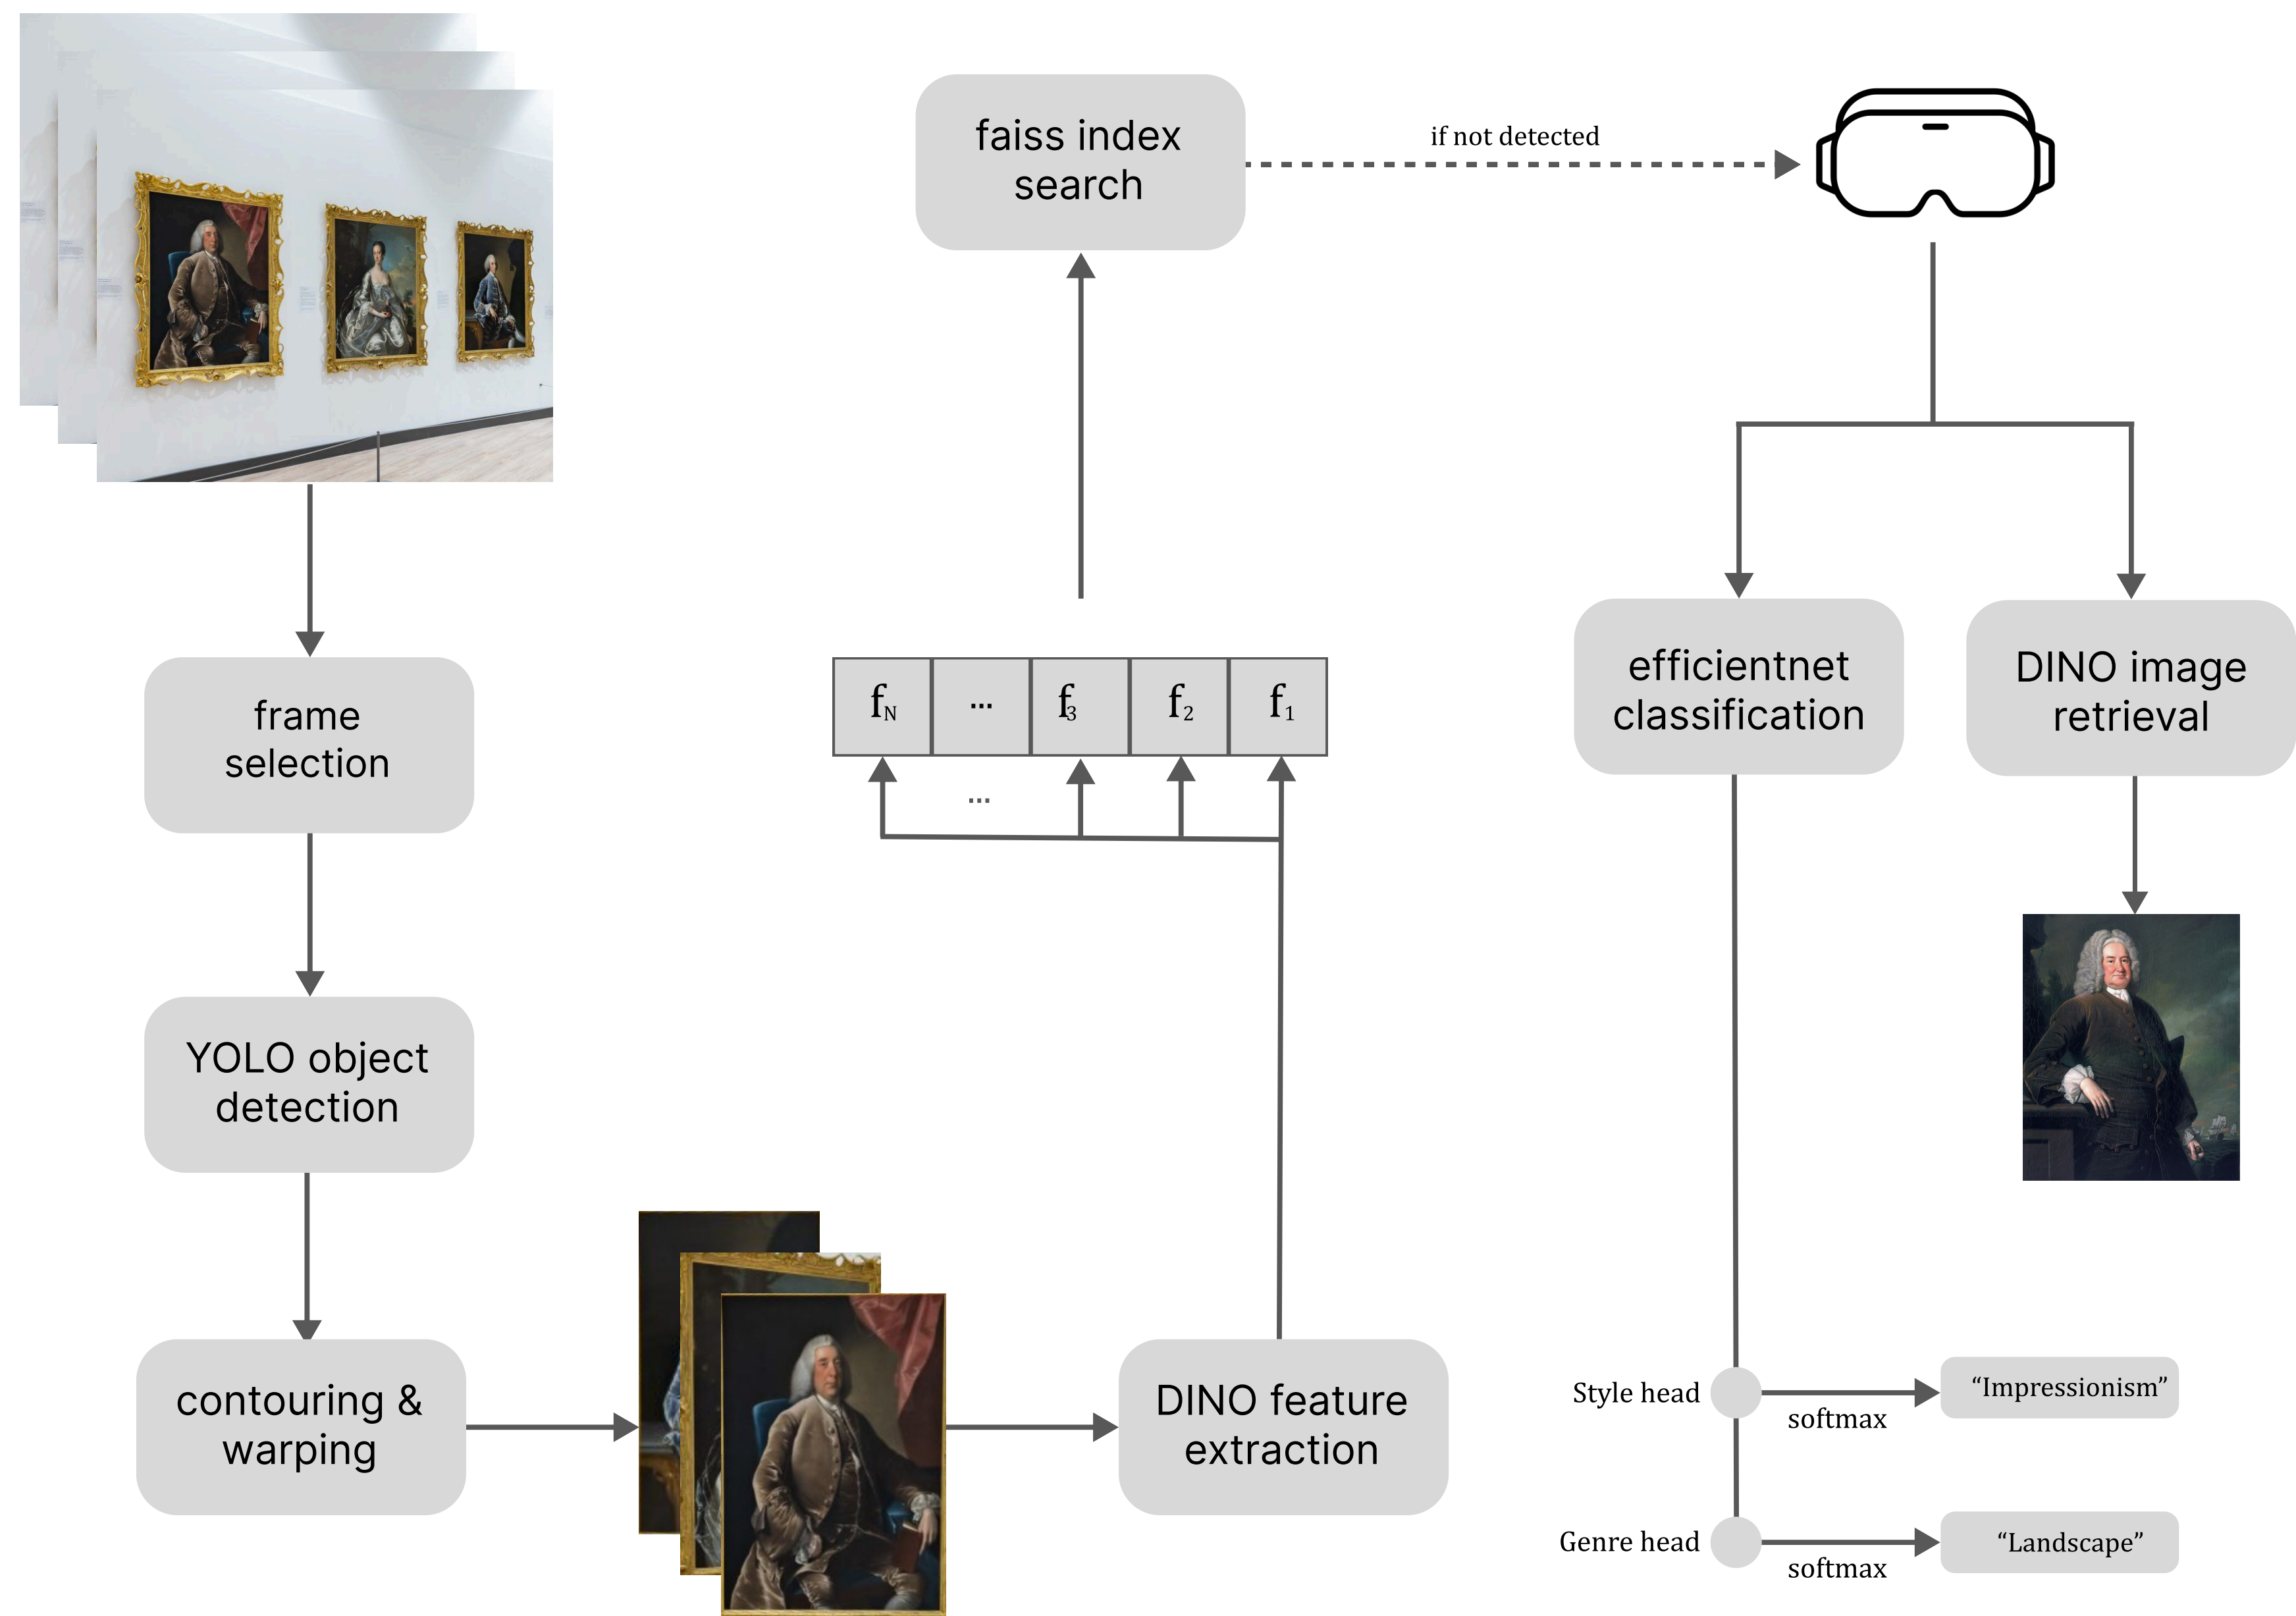 frame
selection
YOLO object
detection
contouring &
warping
DINO feature
extraction
f_N ... f_3 f_2 f_1
...
faiss index
search
if not detected
efficientnet
classification
DINO image
retrieval
Style head
softmax
“Impressionism”
Genre head
softmax
“Landscape”